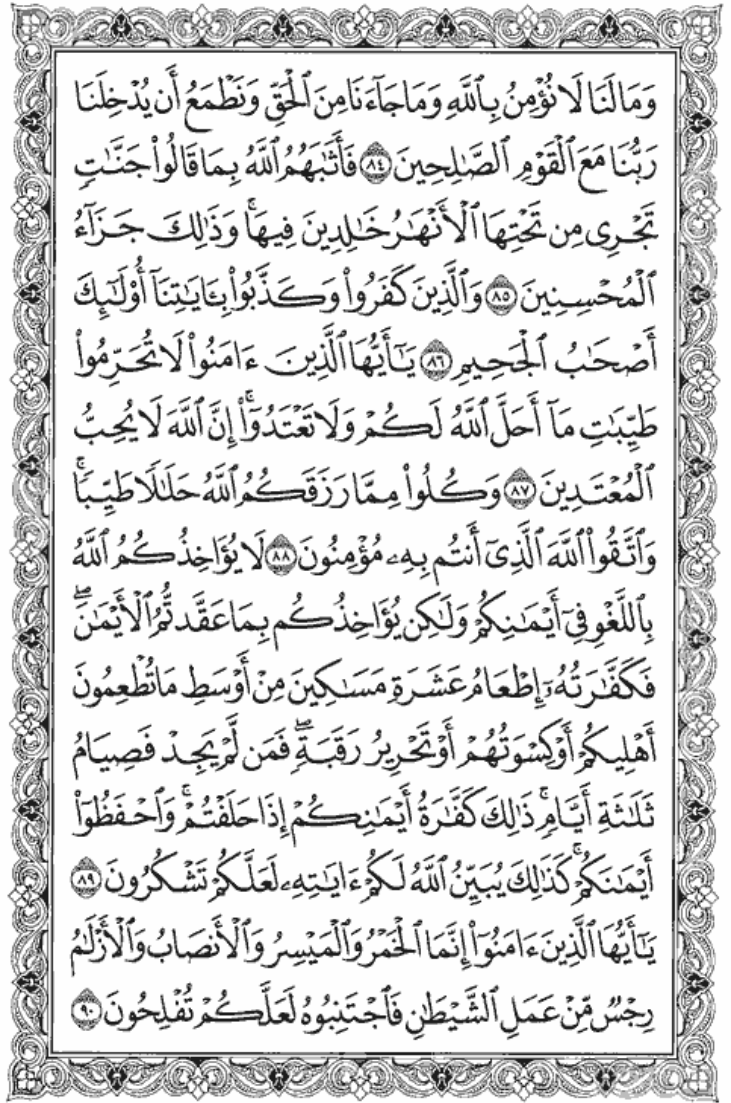 وَمَا لَنَا لَا نُؤْمِنُ بِٱللَّهِ وَمَا جَآءَنَا مِنَ ٱلْحَقِّ وَنَطْمَعُ أَن يُدْخِلَنَا
رَبُّنَا مَعَ ٱلْقَوْمِ ٱلصَّٰلِحِينَ ٨٤ فَأَثَٰبَهُمُ ٱللَّهُ بِمَا قَالُوا۟ جَنَّٰتٍ
تَجْرِى مِن تَحْتِهَا ٱلْأَنْهَٰرُ خَٰلِدِينَ فِيهَا ۚ وَذَٰلِكَ جَزَآءُ
ٱلْمُحْسِنِينَ ٨٥ وَٱلَّذِينَ كَفَرُوا۟ وَكَذَّبُوا۟ بِـَٔايَٰتِنَآ أُو۟لَٰٓئِكَ
أَصْحَٰبُ ٱلْجَحِيمِ ٨٦ يَٰٓأَيُّهَا ٱلَّذِينَ ءَامَنُوا۟ لَا تُحَرِّمُوا۟
طَيِّبَٰتِ مَآ أَحَلَّ ٱللَّهُ لَكُمْ وَلَا تَعْتَدُوٓا۟ ۚ إِنَّ ٱللَّهَ لَا يُحِبُّ
ٱلْمُعْتَدِينَ ٨٧ وَكُلُوا۟ مِمَّا رَزَقَكُمُ ٱللَّهُ حَلَٰلًا طَيِّبًا ۚ
وَٱتَّقُوا۟ ٱللَّهَ ٱلَّذِىٓ أَنتُم بِهِۦ مُؤْمِنُونَ ٨٨ لَا يُؤَاخِذُكُمُ ٱللَّهُ
بِٱللَّغْوِ فِىٓ أَيْمَٰنِكُمْ وَلَٰكِن يُؤَاخِذُكُم بِمَا عَقَّدتُّمُ ٱلْأَيْمَٰنَ ۖ
فَكَفَّٰرَتُهُۥٓ إِطْعَامُ عَشَرَةِ مَسَٰكِينَ مِنْ أَوْسَطِ مَا تُطْعِمُونَ
أَهْلِيكُمْ أَوْ كِسْوَتُهُمْ أَوْ تَحْرِيرُ رَقَبَةٍ ۖ فَمَن لَّمْ يَجِدْ فَصِيَامُ
ثَلَٰثَةِ أَيَّامٍ ۚ ذَٰلِكَ كَفَّٰرَةُ أَيْمَٰنِكُمْ إِذَا حَلَفْتُمْ ۚ وَٱحْفَظُوٓا۟
أَيْمَٰنَكُمْ ۚ كَذَٰلِكَ يُبَيِّنُ ٱللَّهُ لَكُمْ ءَايَٰتِهِۦ لَعَلَّكُمْ تَشْكُرُونَ ٨٩
يَٰٓأَيُّهَا ٱلَّذِينَ ءَامَنُوٓا۟ إِنَّمَا ٱلْخَمْرُ وَٱلْمَيْسِرُ وَٱلْأَنصَابُ وَٱلْأَزْلَٰمُ
رِجْسٌ مِّنْ عَمَلِ ٱلشَّيْطَٰنِ فَٱجْتَنِبُوهُ لَعَلَّكُمْ تُفْلِحُونَ ٩٠